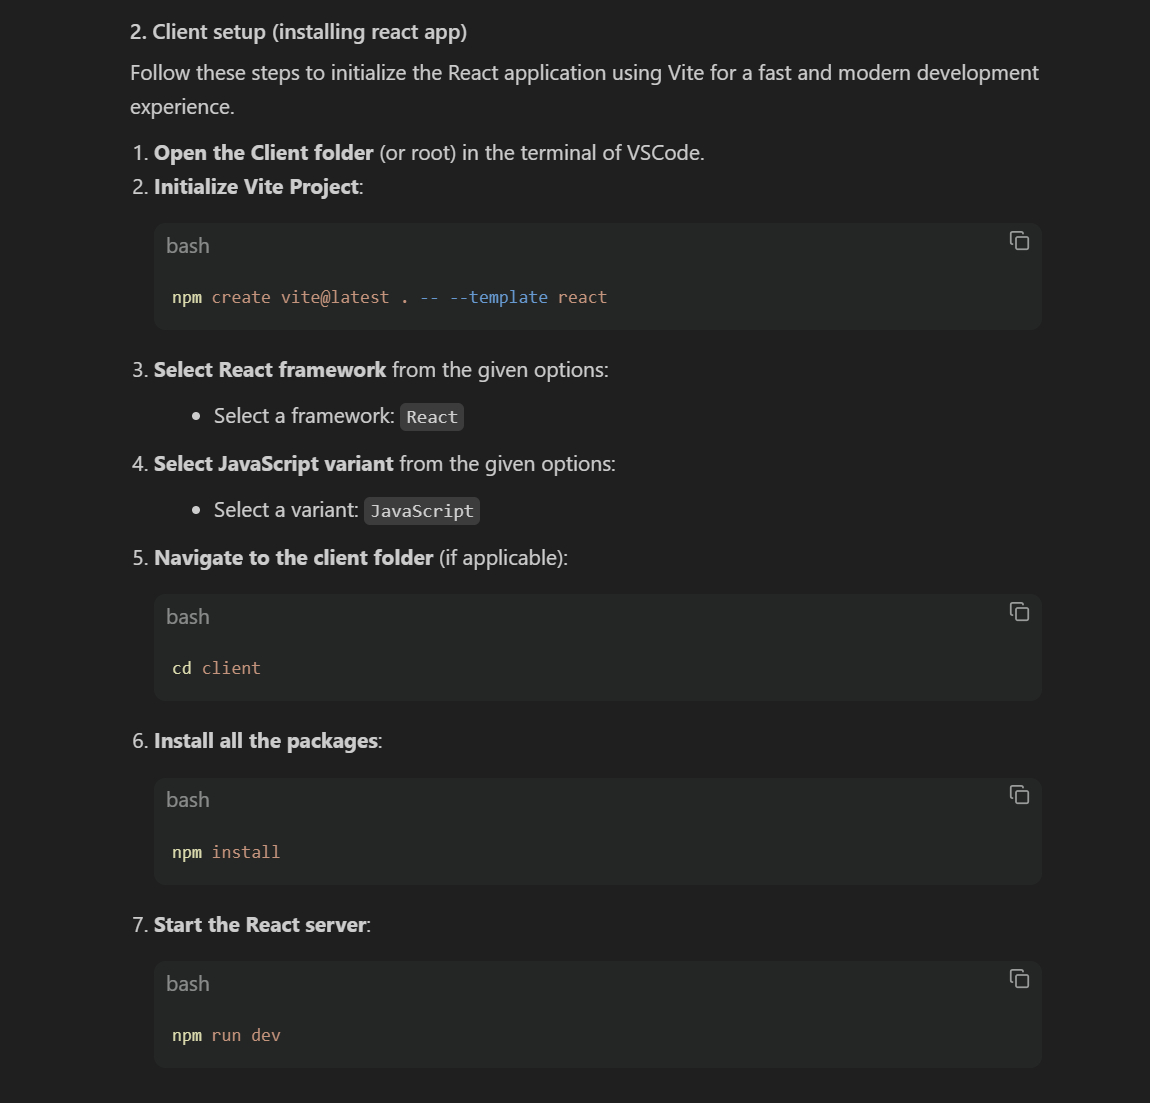 2. Client setup (installing react app)
Follow these steps to initialize the React application using Vite for a fast and modern development
experience.
1. Open the Client folder (or root) in the terminal of VSCode.
2. Initialize Vite Project:
bash
npm create vite@latest . -- --template react
3. Select React framework from the given options:
• Select a framework: React
4. Select JavaScript variant from the given options:
• Select a variant: JavaScript
5. Navigate to the client folder (if applicable):
bash
cd client
6. Install all the packages:
bash
npm install
7. Start the React server:
bash
npm run dev